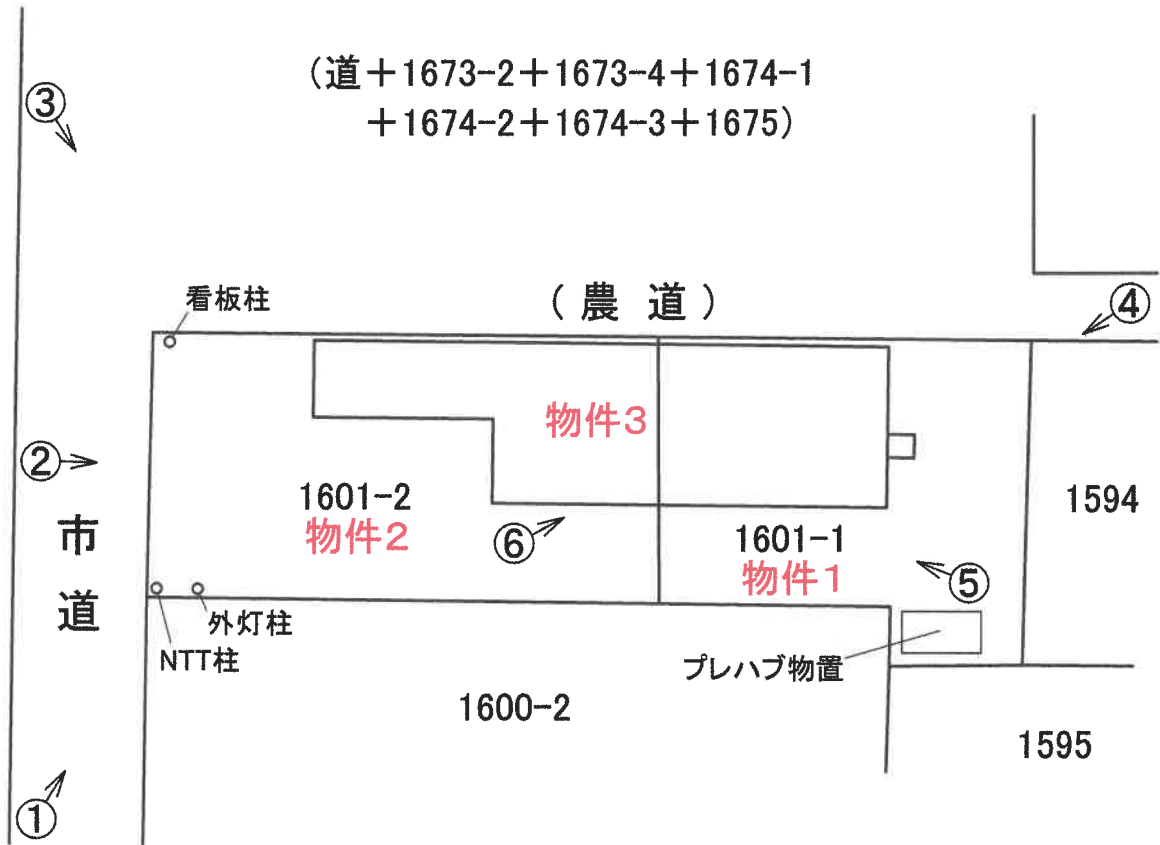 (道+1673-2+1673-4+1674-1
+1674-2+1674-3+1675)
③
(農 道)
④
看板柱
物件3
②
1601-2
物件2
⑥
1601-1
物件1
⑤
1594
市道
外灯柱
NTT柱
プレハブ物置
1600-2
1595
①